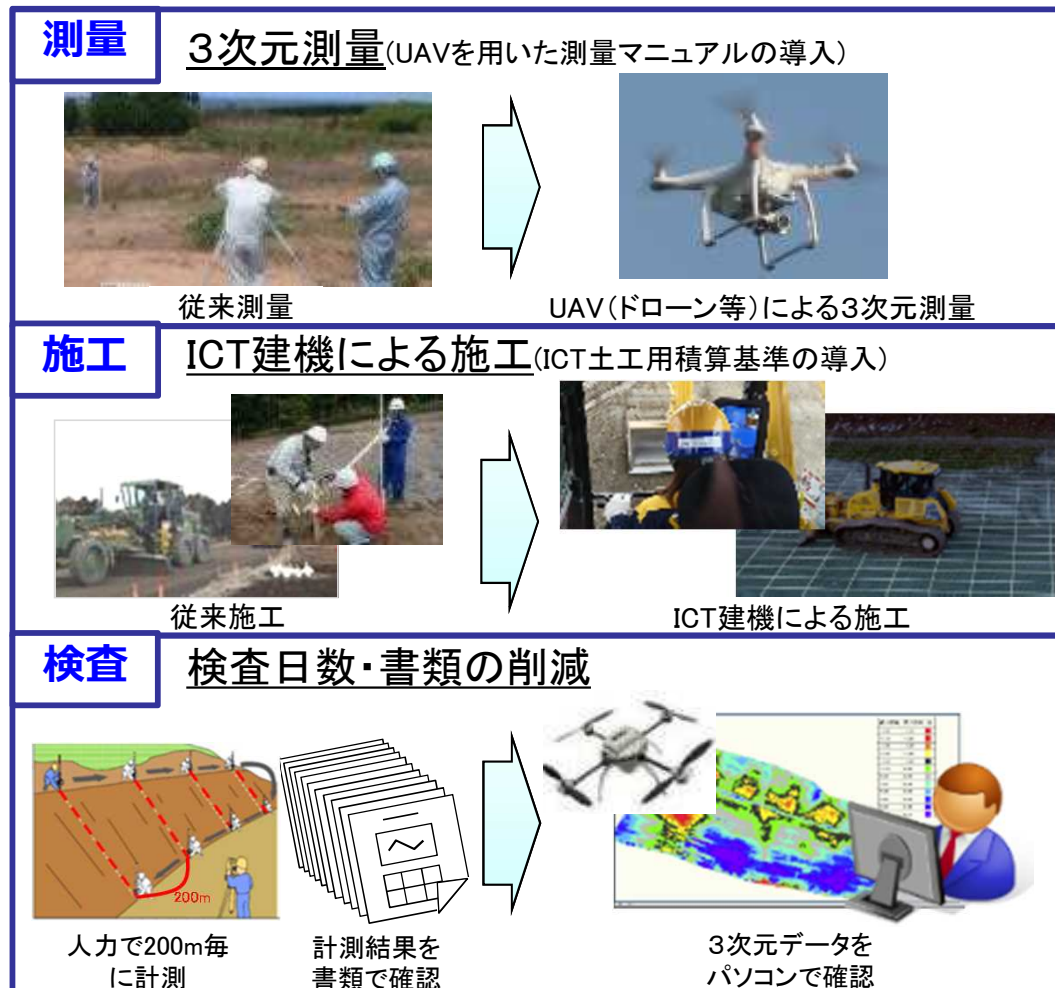 測量
３次元測量(UAVを用いた測量マニュアルの導入)
従来測量
UAV(ドローン等)による３次元測量
施工
ICT建機による施工(ICT土工用積算基準の導入)
従来施工
ICT建機による施工
検査
検査日数・書類の削減
200m
人力で200m毎
に計測
計測結果を
書類で確認
３次元データを
パソコンで確認